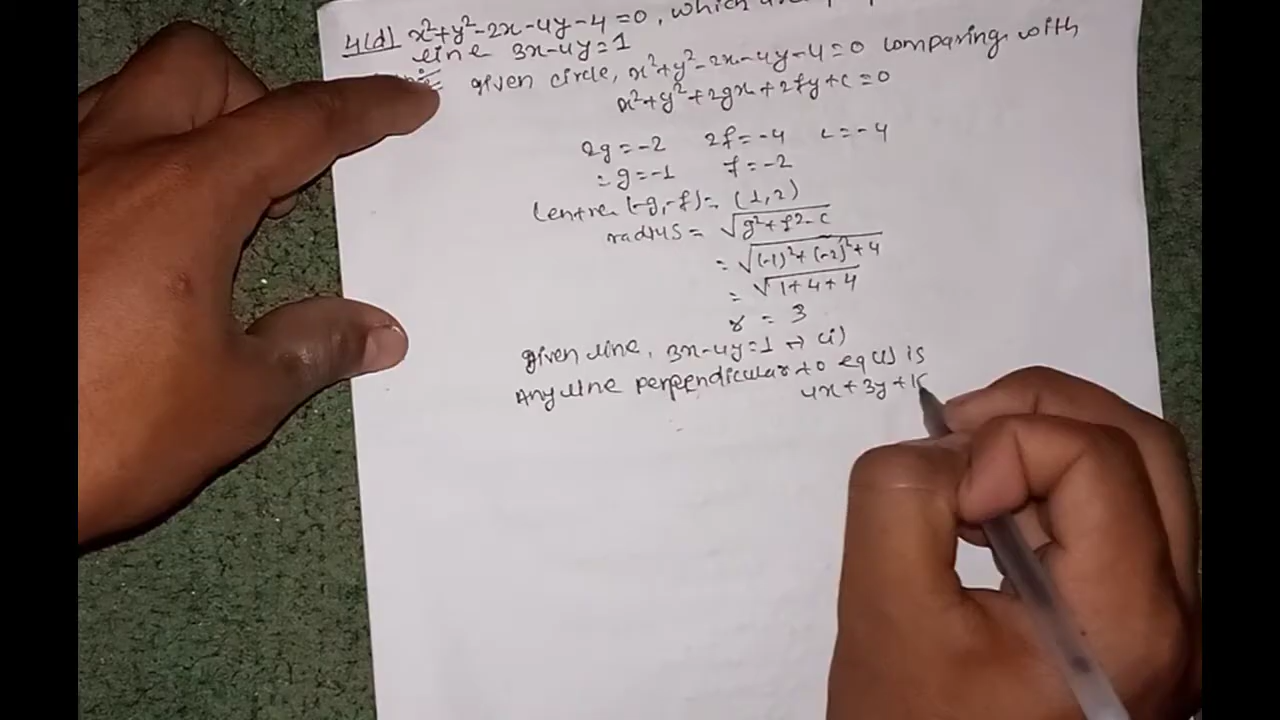 4(d) x²+y²-2x-4y-4=0, which are
line 3x-4y=1
given circle, x²+y²-2x-4y-4=0 comparing with
x²+y²+2gx+2fy+c=0
2g=-2 2f=-4 c=-4
=g=-1 f=-2
Centre (-g,-f)= (1,2)
radius = √g²+f²-c
= √(-1)²+(-2)²+4
= √1+4+4
r = 3
given line, 3x-4y=1 → (i)
Any line perpendicular to eq(i) is
4x+3y+k